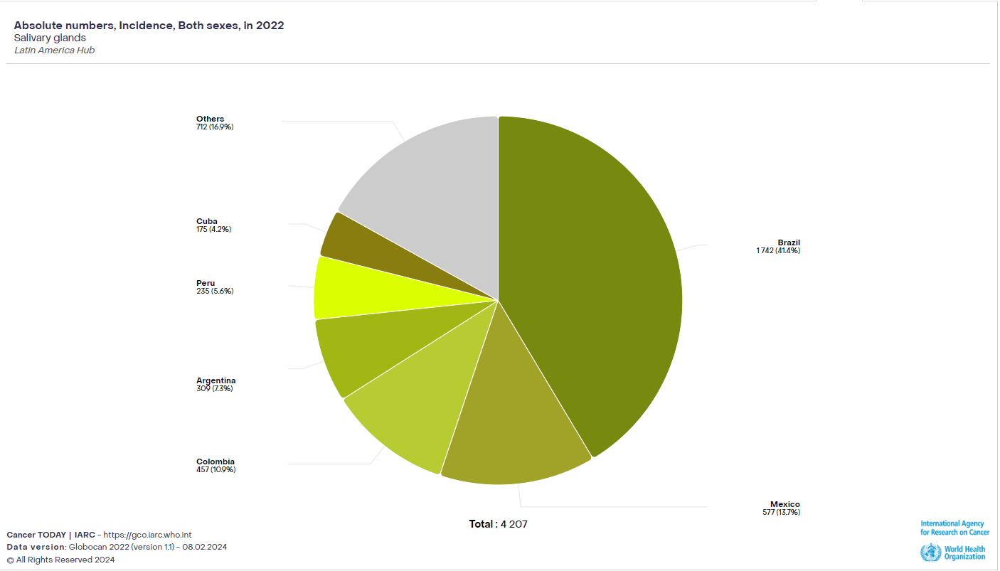 Absolute numbers, Incidence, Both sexes, in 2022
Salivary glands
Latin America Hub
Others
712 (16.9%)
Cuba
175 (4.2%)
Peru
235 (5.6%)
Argentina
309 (7.3%)
Colombia
457 (10.9%)
Brazil
1 742 (41.4%)
Mexico
577 (13.7%)
Total : 4 207
Cancer TODAY | IARC - https://gco.iarc.who.int
Data version: Globocan 2022 (version 1.1) - 08.02.2024
© All Rights Reserved 2024
International Agency
for Research on Cancer
World Health
Organization